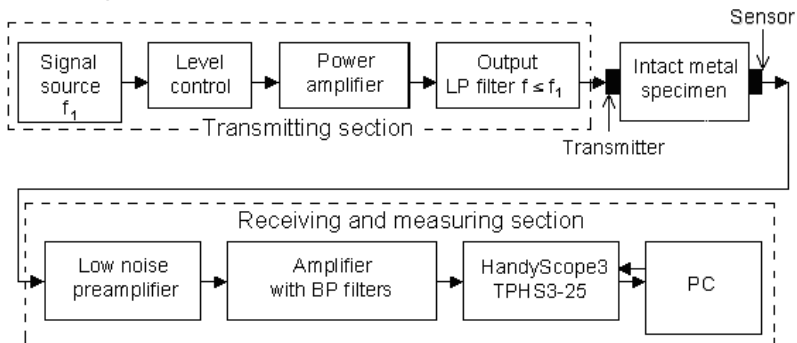 Sensor
Signal
source
f1
Level
control
Power
amplifier
Output
LP filter f ≤ f1
Intact metal
specimen
Transmitting section
Transmitter
Receiving and measuring section
Low noise
preamplifier
Amplifier
with BP filters
HandyScope3
TPHS3-25
PC